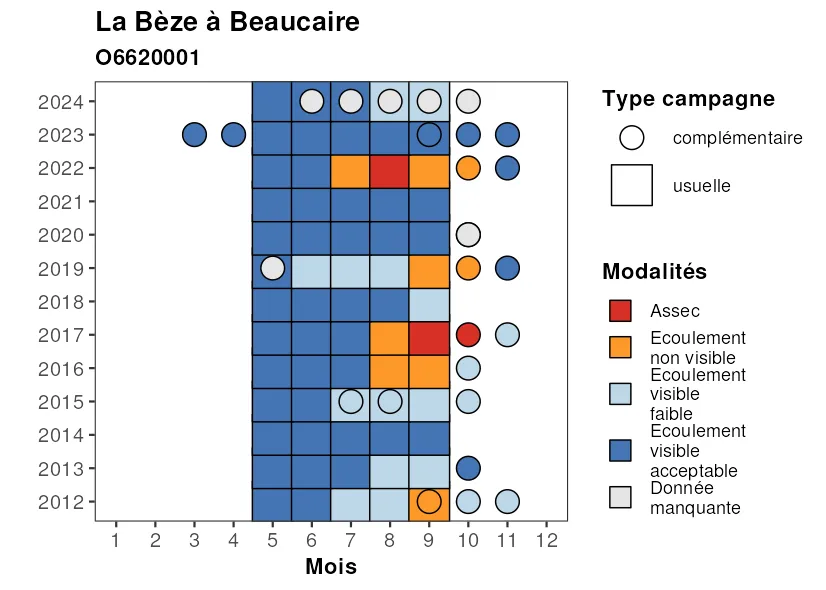 La Bèze à Beaucaire
O6620001
2024
2023
2022
2021
2020
2019
2018
2017
2016
2015
2014
2013
2012
1 2 3 4 5 6 7 8 9 10 11 12
Mois
Type campagne
complémentaire
usuelle
Modalités
Assec
Ecoulement
non visible
Ecoulement
visible
faible
Ecoulement
visible
acceptable
Donnée
manquante